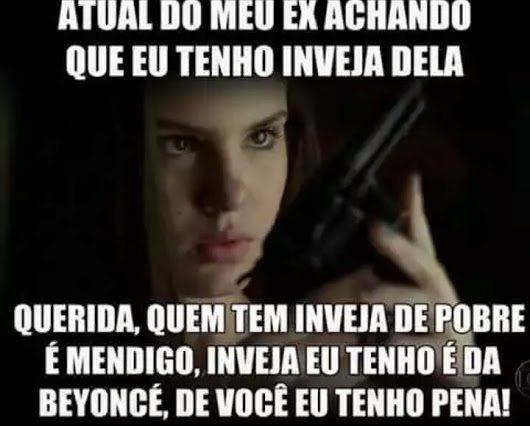 ATUAL DO MEU EX ACHANDO
QUE EU TENHO INVEJA DELA
QUERIDA, QUEM TEM INVEJA DE POBRE
É MENDIGO, INVEJA EU TENHO É DA
BEYONCÉ, DE VOCÊ EU TENHO PENA!